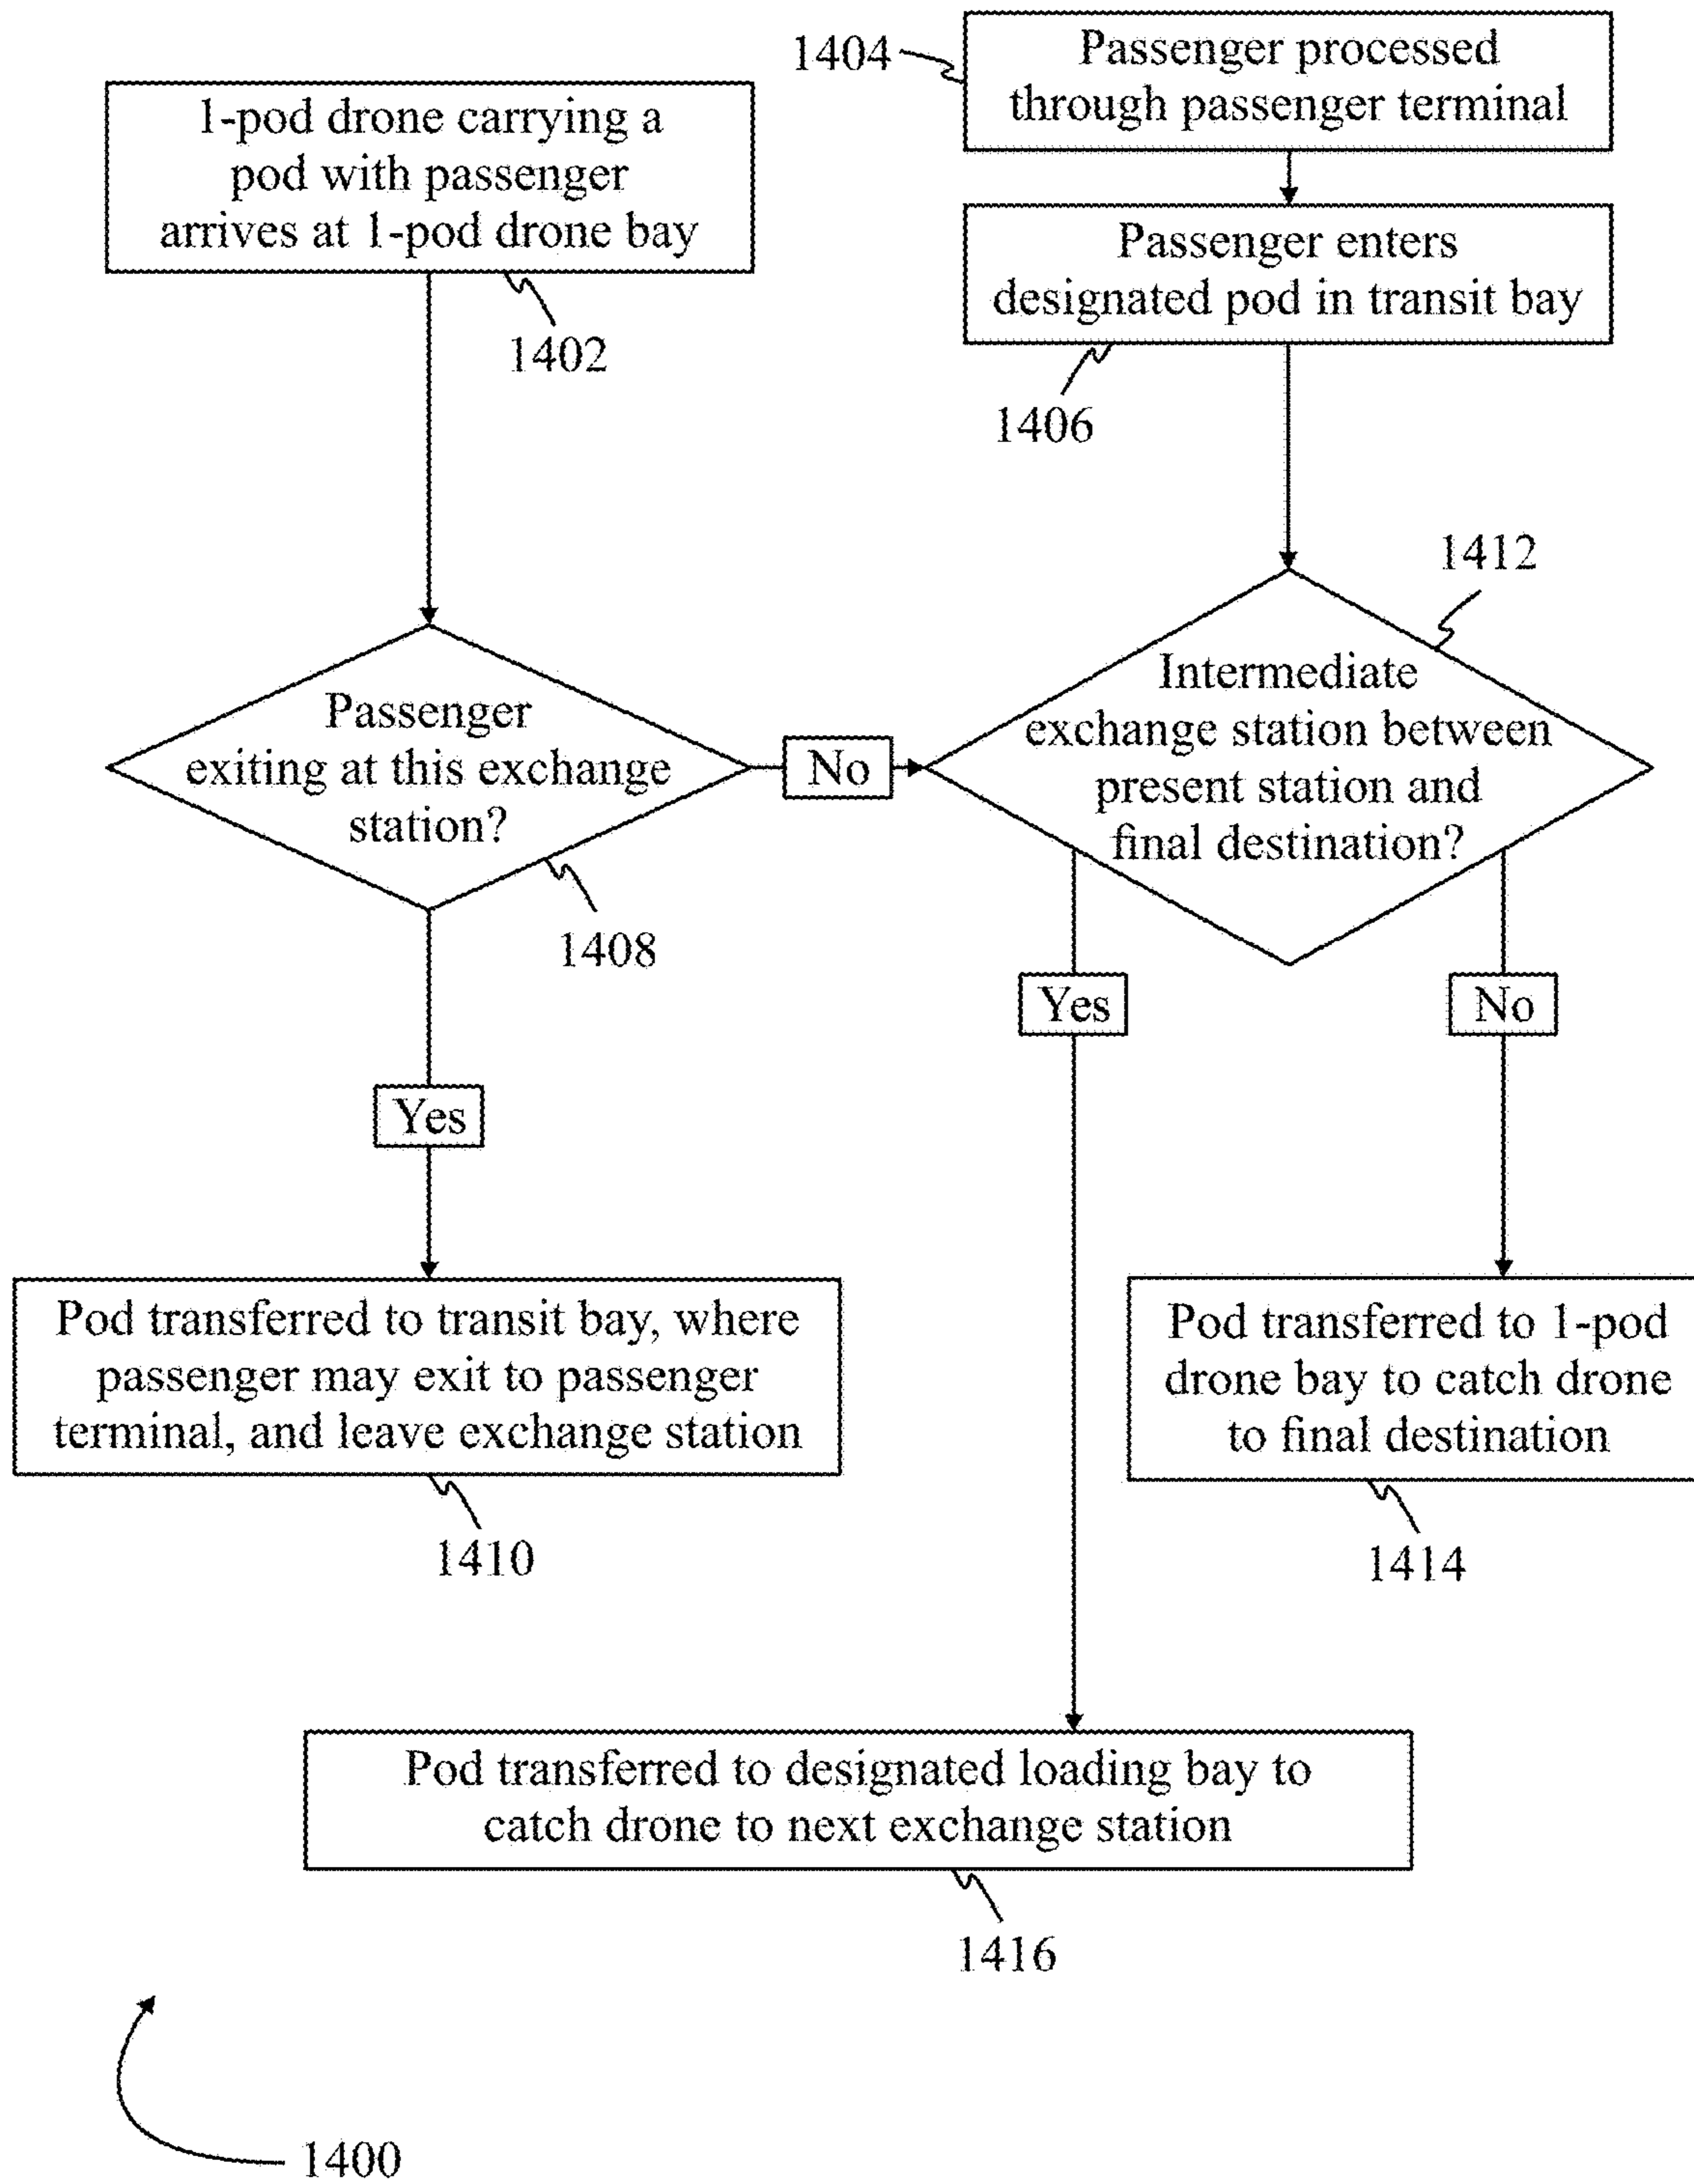 1404
Passenger processed
through passenger terminal
1-pod drone carrying a
pod with passenger
arrives at 1-pod drone bay
1402
Passenger enters
designated pod in transit bay
1406
1412
Passenger
exiting at this exchange
station?
1408
No
Intermediate
exchange station between
present station and
final destination?
Yes
No
Yes
Pod transferred to transit bay, where
passenger may exit to passenger
terminal, and leave exchange station
1410
Pod transferred to 1-pod
drone bay to catch drone
to final destination
1414
Pod transferred to designated loading bay to
catch drone to next exchange station
1416
1400